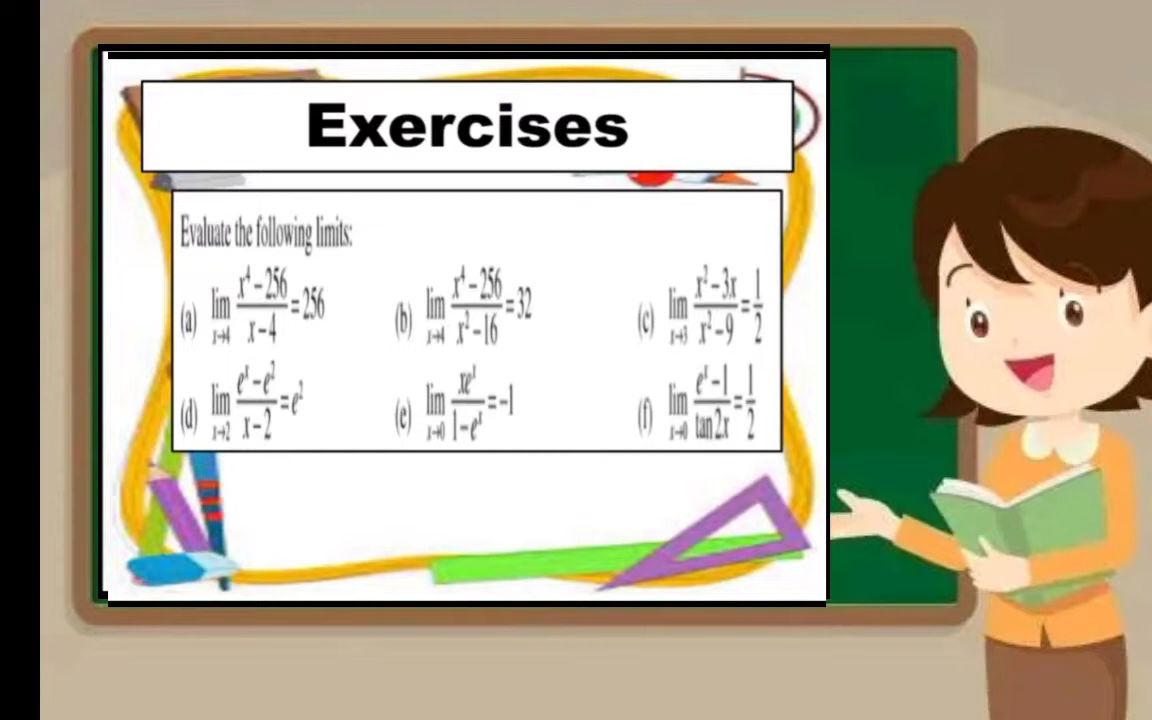 Exercises
Evaluate the following limits:
(a) lim x→4 (x⁴ − 256)/(x − 4) = 256 (b) lim x→4 (x⁴ − 256)/(x² − 16) = 32 (c) lim x→3 (x² − 3x)/(x² − 9) = 1/2
(d) lim x→2 (eˣ − e²)/(x − 2) = e² (e) lim x→0 xeˣ/(1 − eˣ) = −1 (f) lim x→0 (eˣ − 1)/tan 2x = 1/2